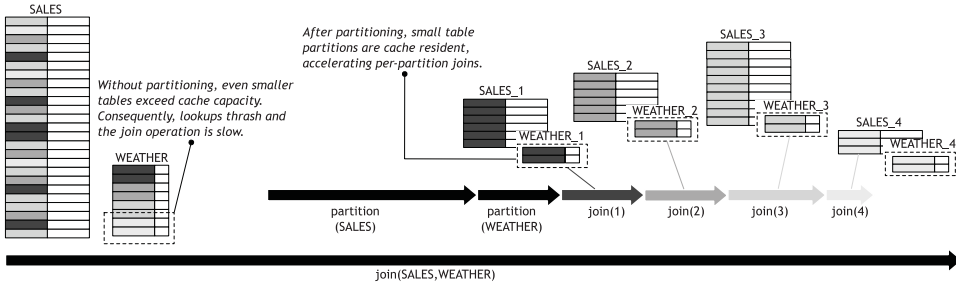 SALES
Without partitioning, even smaller
tables exceed cache capacity.
Consequently, lookups thrash and
the join operation is slow.
WEATHER
After partitioning, small table
partitions are cache resident,
accelerating per-partition joins.
SALES_1
WEATHER_1
SALES_2
WEATHER_2
SALES_3
WEATHER_3
SALES_4
WEATHER_4
partition
(SALES)
partition
(WEATHER)
join(1)
join(2)
join(3)
join(4)
join(SALES,WEATHER)